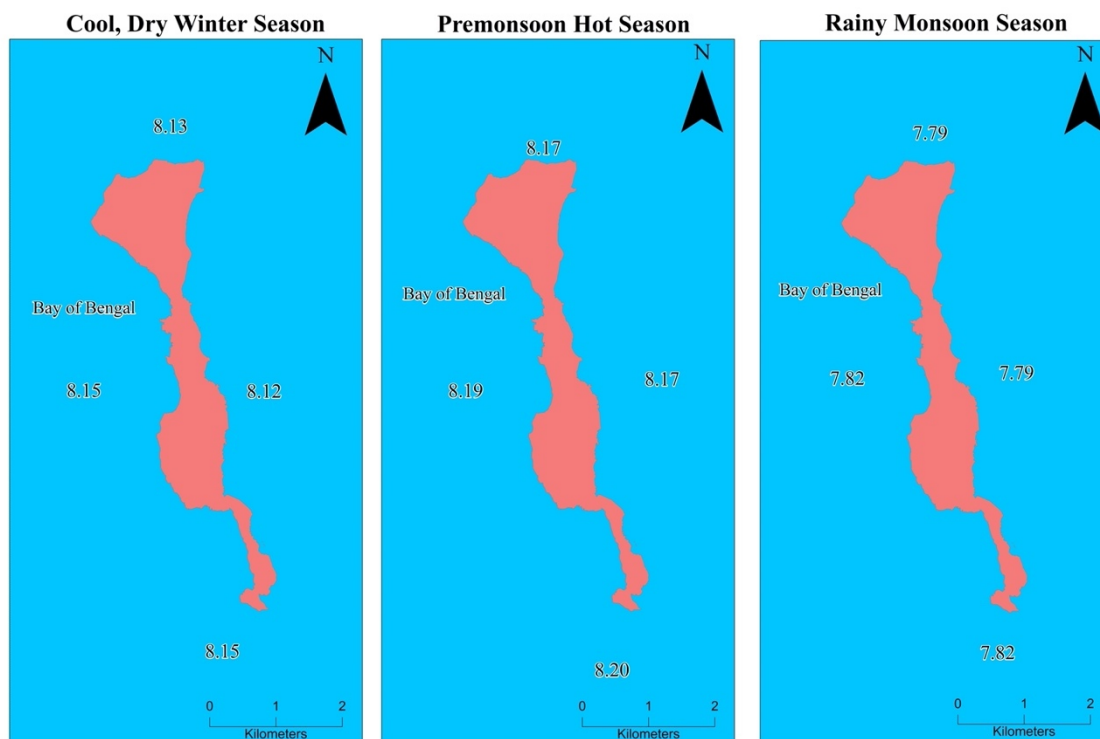 Cool, Dry Winter Season
N
8.13
Bay of Bengal
8.15
8.12
8.15
0 1 2
Kilometers
Premonsoon Hot Season
N
8.17
Bay of Bengal
8.19
8.17
8.20
0 1 2
Kilometers
Rainy Monsoon Season
N
7.79
Bay of Bengal
7.82
7.79
7.82
0 1 2
Kilometers